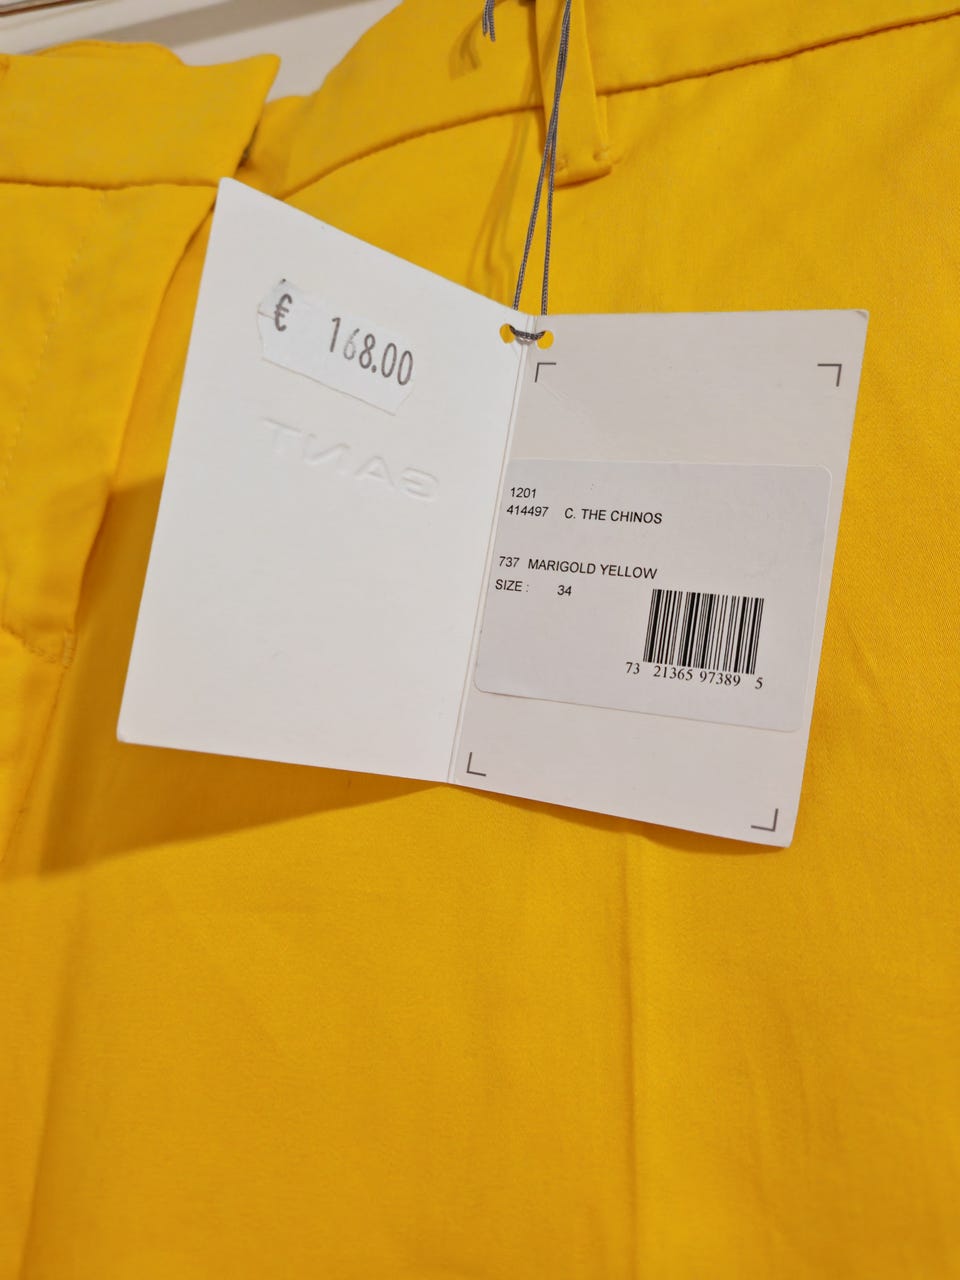 € 168.00
GANT
1201
414497 C. THE CHINOS
737 MARIGOLD YELLOW
SIZE : 34
73 21365 97389 5